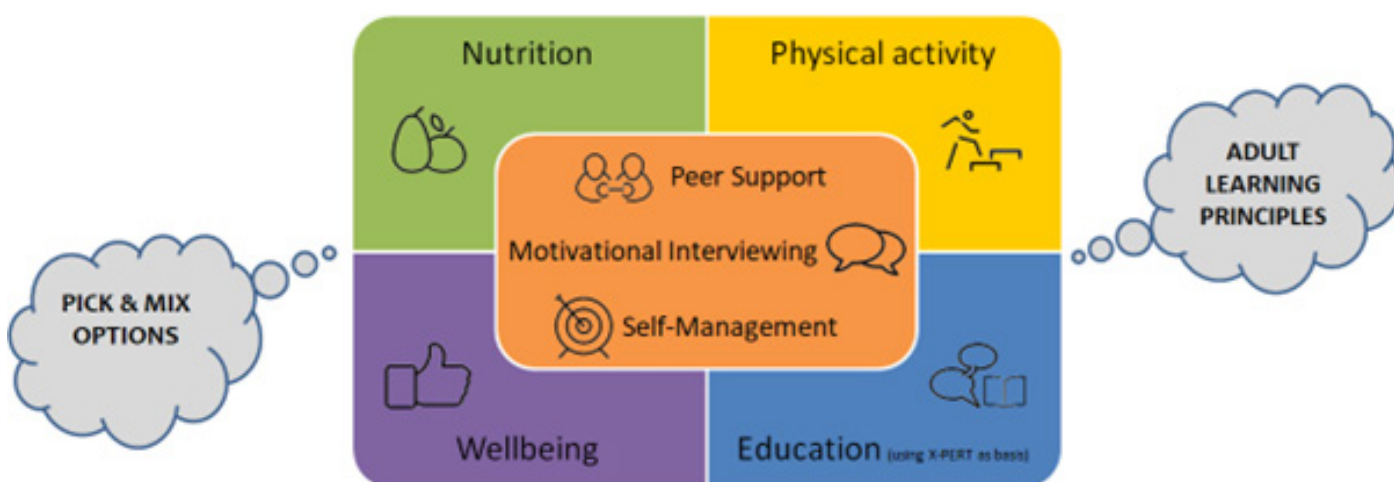 Nutrition
Physical activity
Peer Support
Motivational Interviewing
Self-Management
Wellbeing
Education (using X-PERT as basis)
PICK & MIX
OPTIONS
ADULT
LEARNING
PRINCIPLES